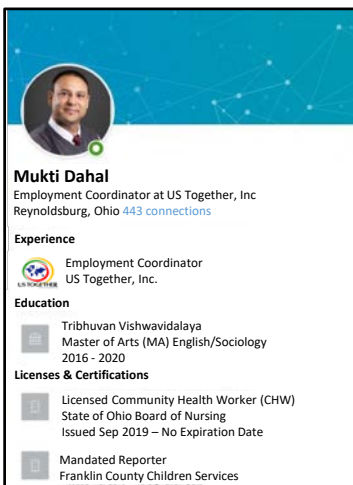 Mukti Dahal
Employment Coordinator at US Together, Inc
Reynoldsburg, Ohio 443 connections
Experience
Employment Coordinator
US TOGETHER
US Together, Inc.
Education
Tribhuvan Vishwavidalaya
Master of Arts (MA) English/Sociology
2016 - 2020
Licenses & Certifications
Licensed Community Health Worker (CHW)
State of Ohio Board of Nursing
Issued Sep 2019 – No Expiration Date
Mandated Reporter
Franklin County Children Services